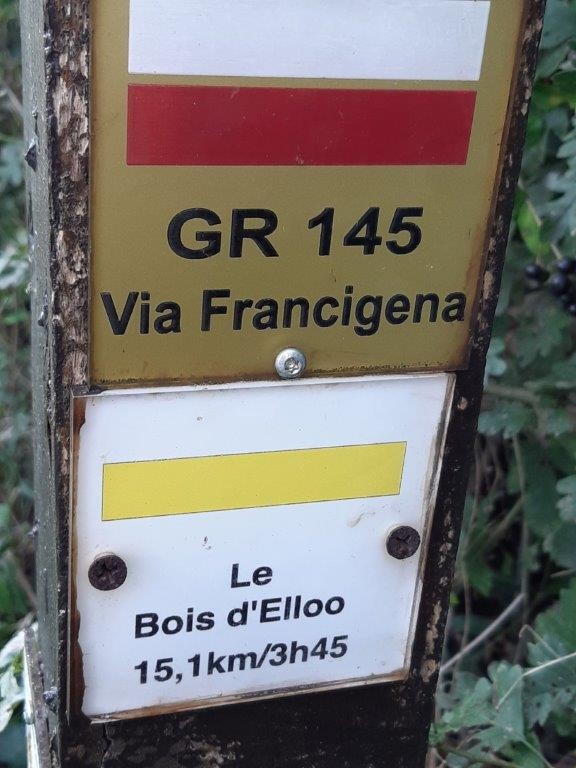 GR 145
Via Francigena
Le
Bois d'Elloo
15,1km/3h45